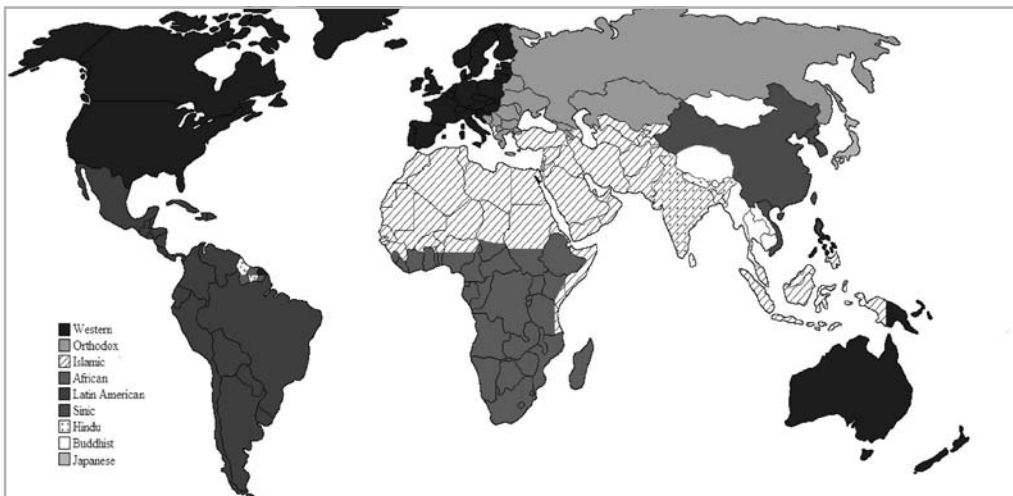 Western
Orthodox
Islamic
African
Latin American
Sinic
Hindu
Buddhist
Japanese